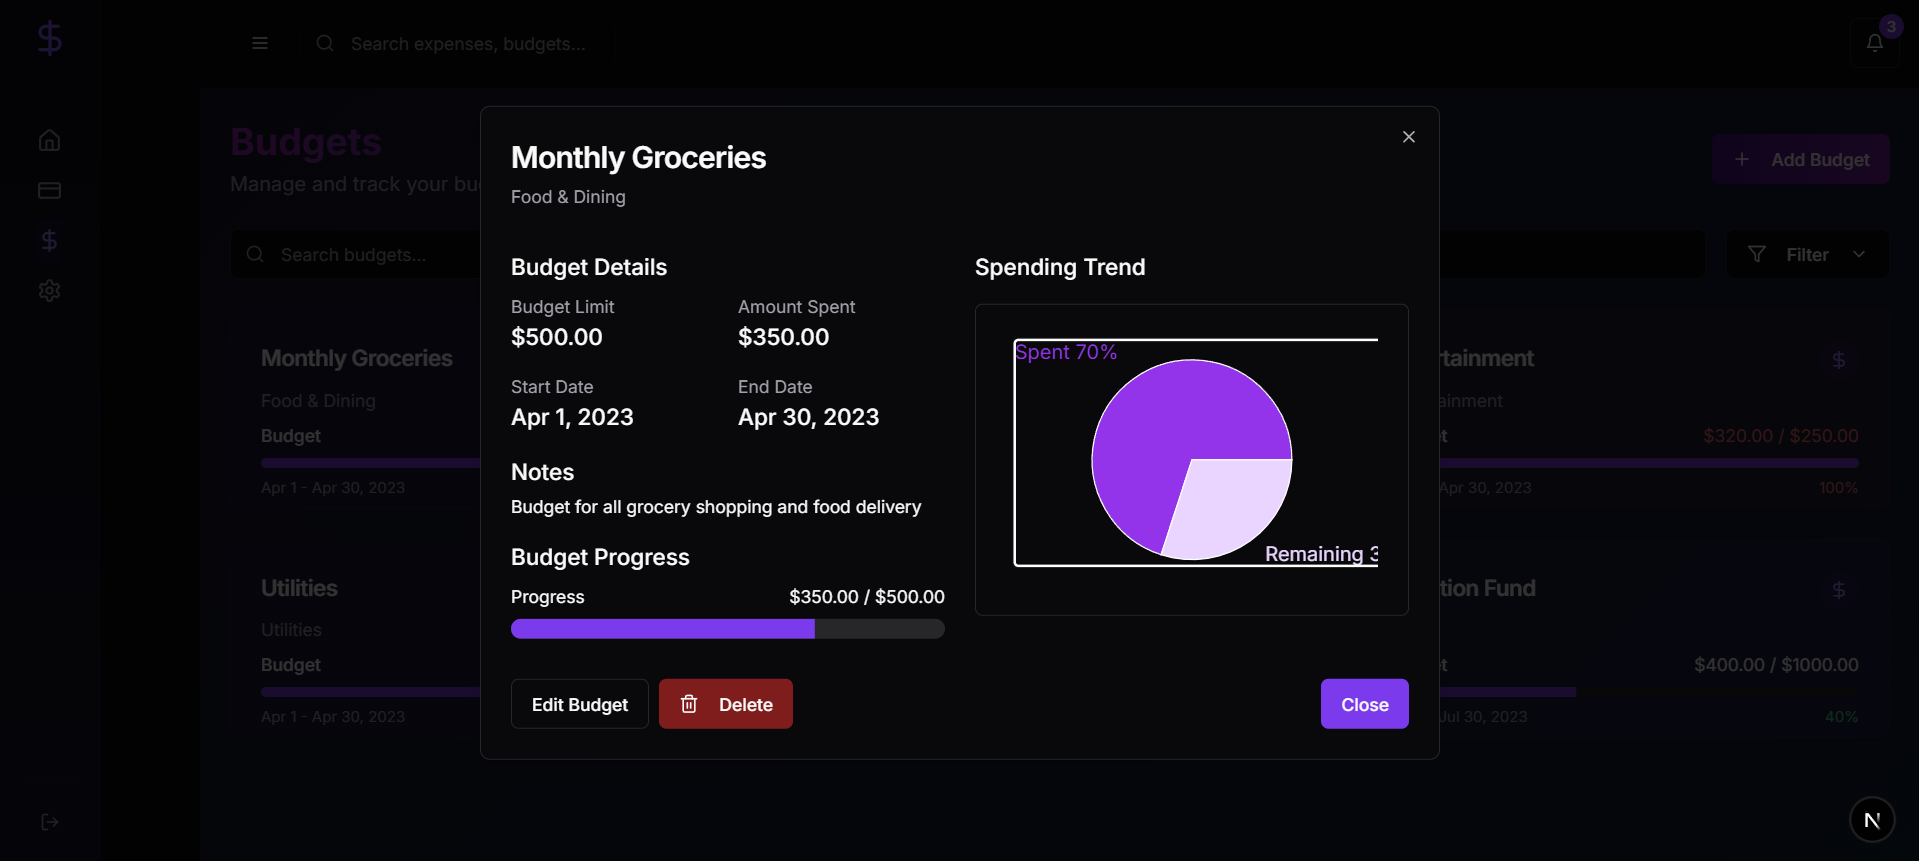 Search expenses, budgets...
3
Budgets
Manage and track your bu
Add Budget
Search budgets...
Filter
Monthly Groceries
Food & Dining
Budget
Apr 1 - Apr 30, 2023
Utilities
Utilities
Budget
Apr 1 - Apr 30, 2023
Monthly Groceries
Food & Dining
Budget Details
Budget Limit
Amount Spent
$500.00
$350.00
Start Date
End Date
Apr 1, 2023
Apr 30, 2023
Notes
Budget for all grocery shopping and food delivery
Budget Progress
Progress
$350.00 / $500.00
Edit Budget
Delete
Spending Trend
Spent 70%
Remaining 3
Close
rtainment
ainment
et
$320.00 / $250.00
Apr 30, 2023
100%
tion Fund
et
$400.00 / $1000.00
Jul 30, 2023
40%
N